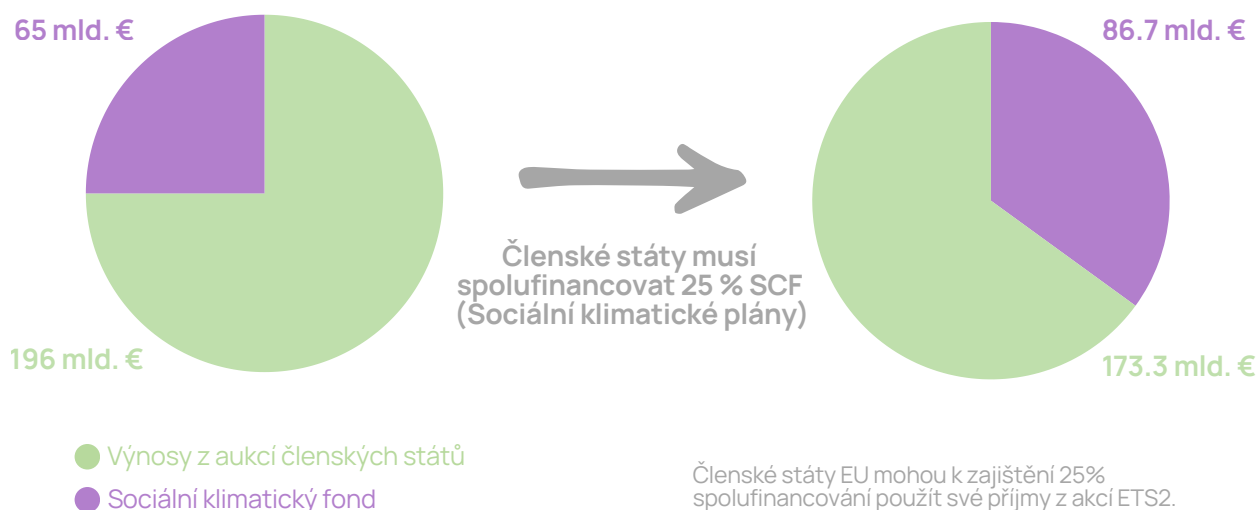 65 mld. €
196 mld. €
Členské státy musí
spolufinancovat 25 % SCF
(Sociální klimatické plány)
86.7 mld. €
173.3 mld. €
Výnosy z aukcí členských států
Sociální klimatický fond
Členské státy EU mohou k zajištění 25%
spolufinancování použít své příjmy z akcí ETS2.